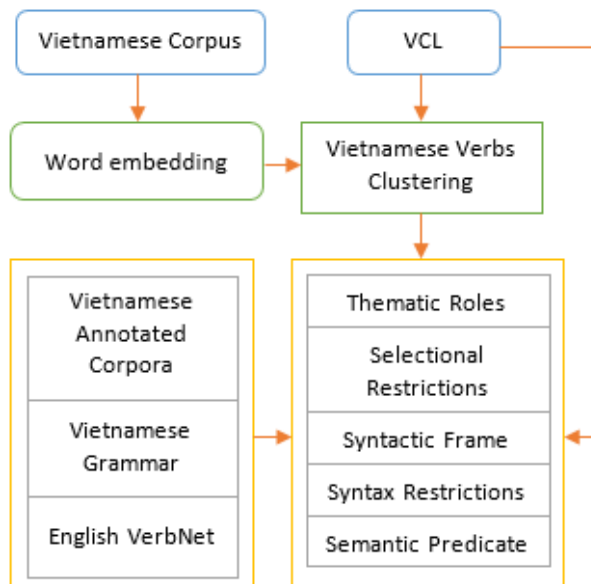 Vietnamese Corpus
VCL
Word embedding
Vietnamese Verbs
Clustering
Vietnamese
Annotated
Corpora
Vietnamese
Grammar
English VerbNet
Thematic Roles
Selectional
Restrictions
Syntactic Frame
Syntax Restrictions
Semantic Predicate